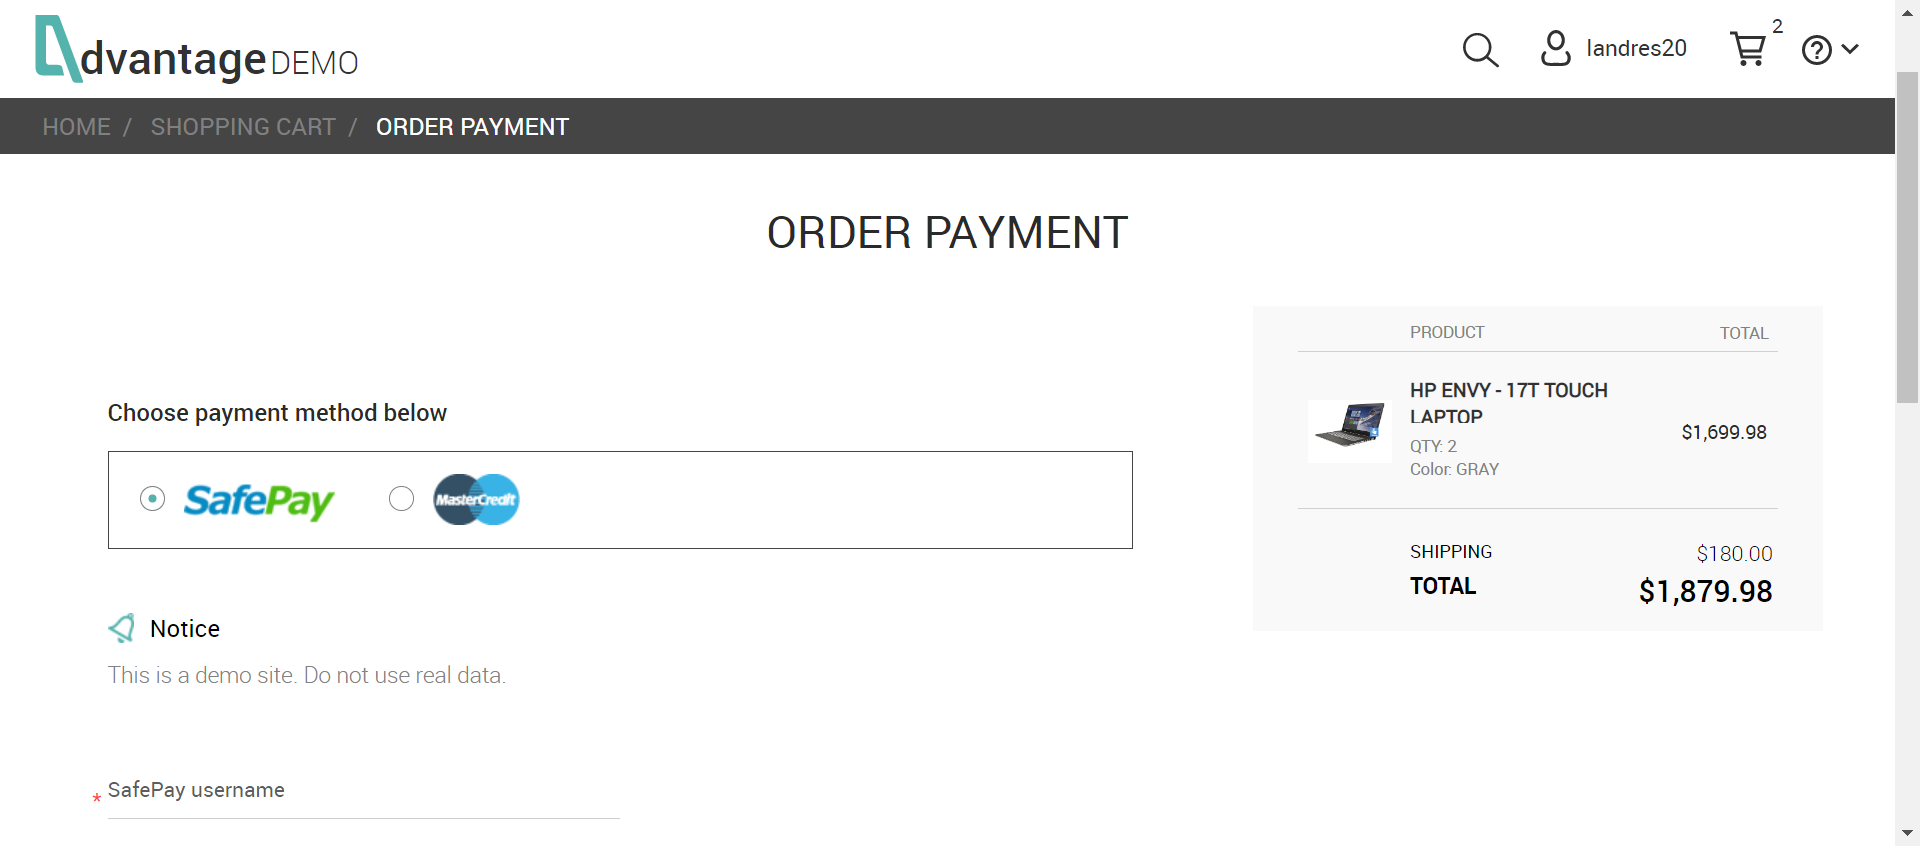 dvantage DEMO
landres20
2
HOME / SHOPPING CART / ORDER PAYMENT
ORDER PAYMENT
Choose payment method below
SafePay
MasterCredit
Notice
This is a demo site. Do not use real data.
* SafePay username
PRODUCT TOTAL
HP ENVY - 17T TOUCH
LAPTOP
QTY: 2
Color: GRAY
$1,699.98
SHIPPING $180.00
TOTAL $1,879.98